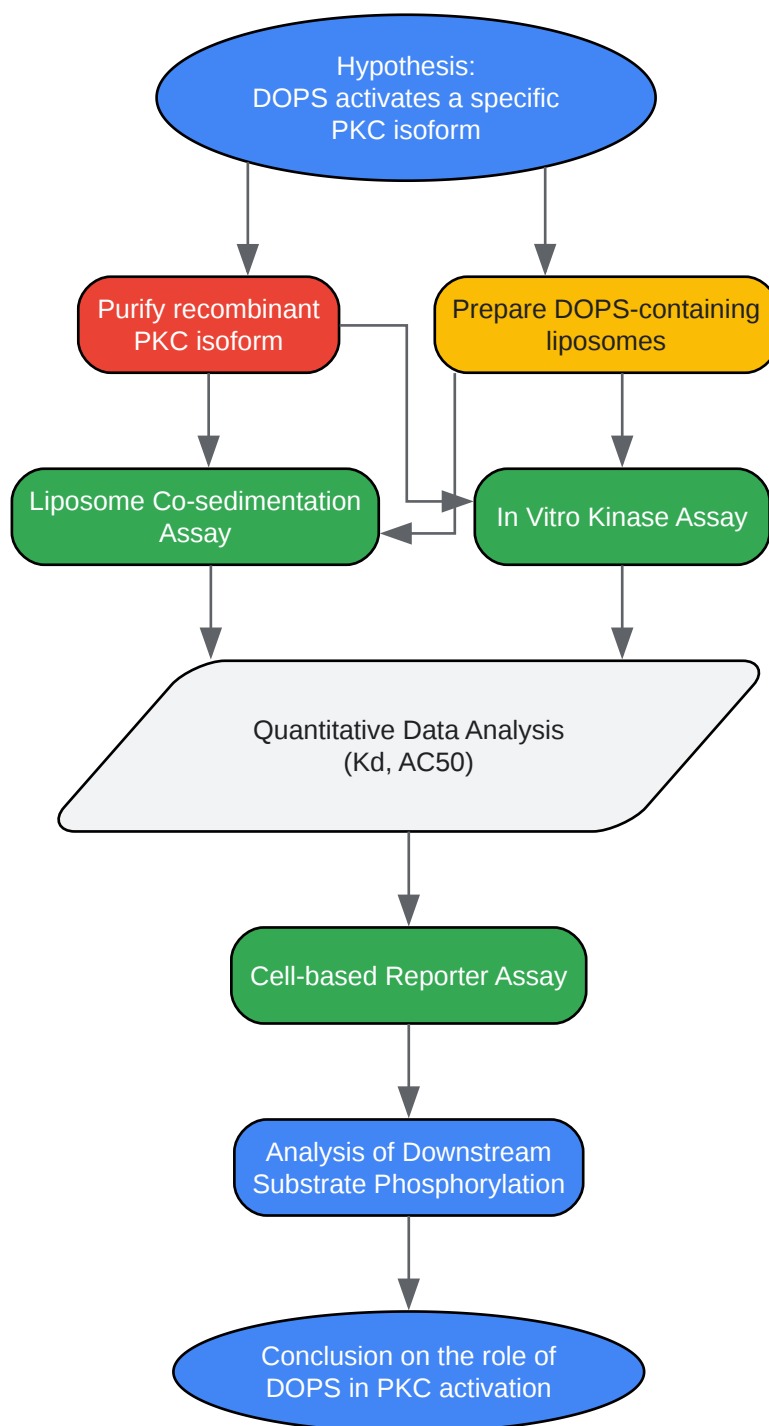 Hypothesis:
DOPS activates a specific
PKC isoform
Purify recombinant
PKC isoform
Prepare DOPS-containing
liposomes
Liposome Co-sedimentation
Assay
In Vitro Kinase Assay
Quantitative Data Analysis
(Kd, AC50)
Cell-based Reporter Assay
Analysis of Downstream
Substrate Phosphorylation
Conclusion on the role of
DOPS in PKC activation